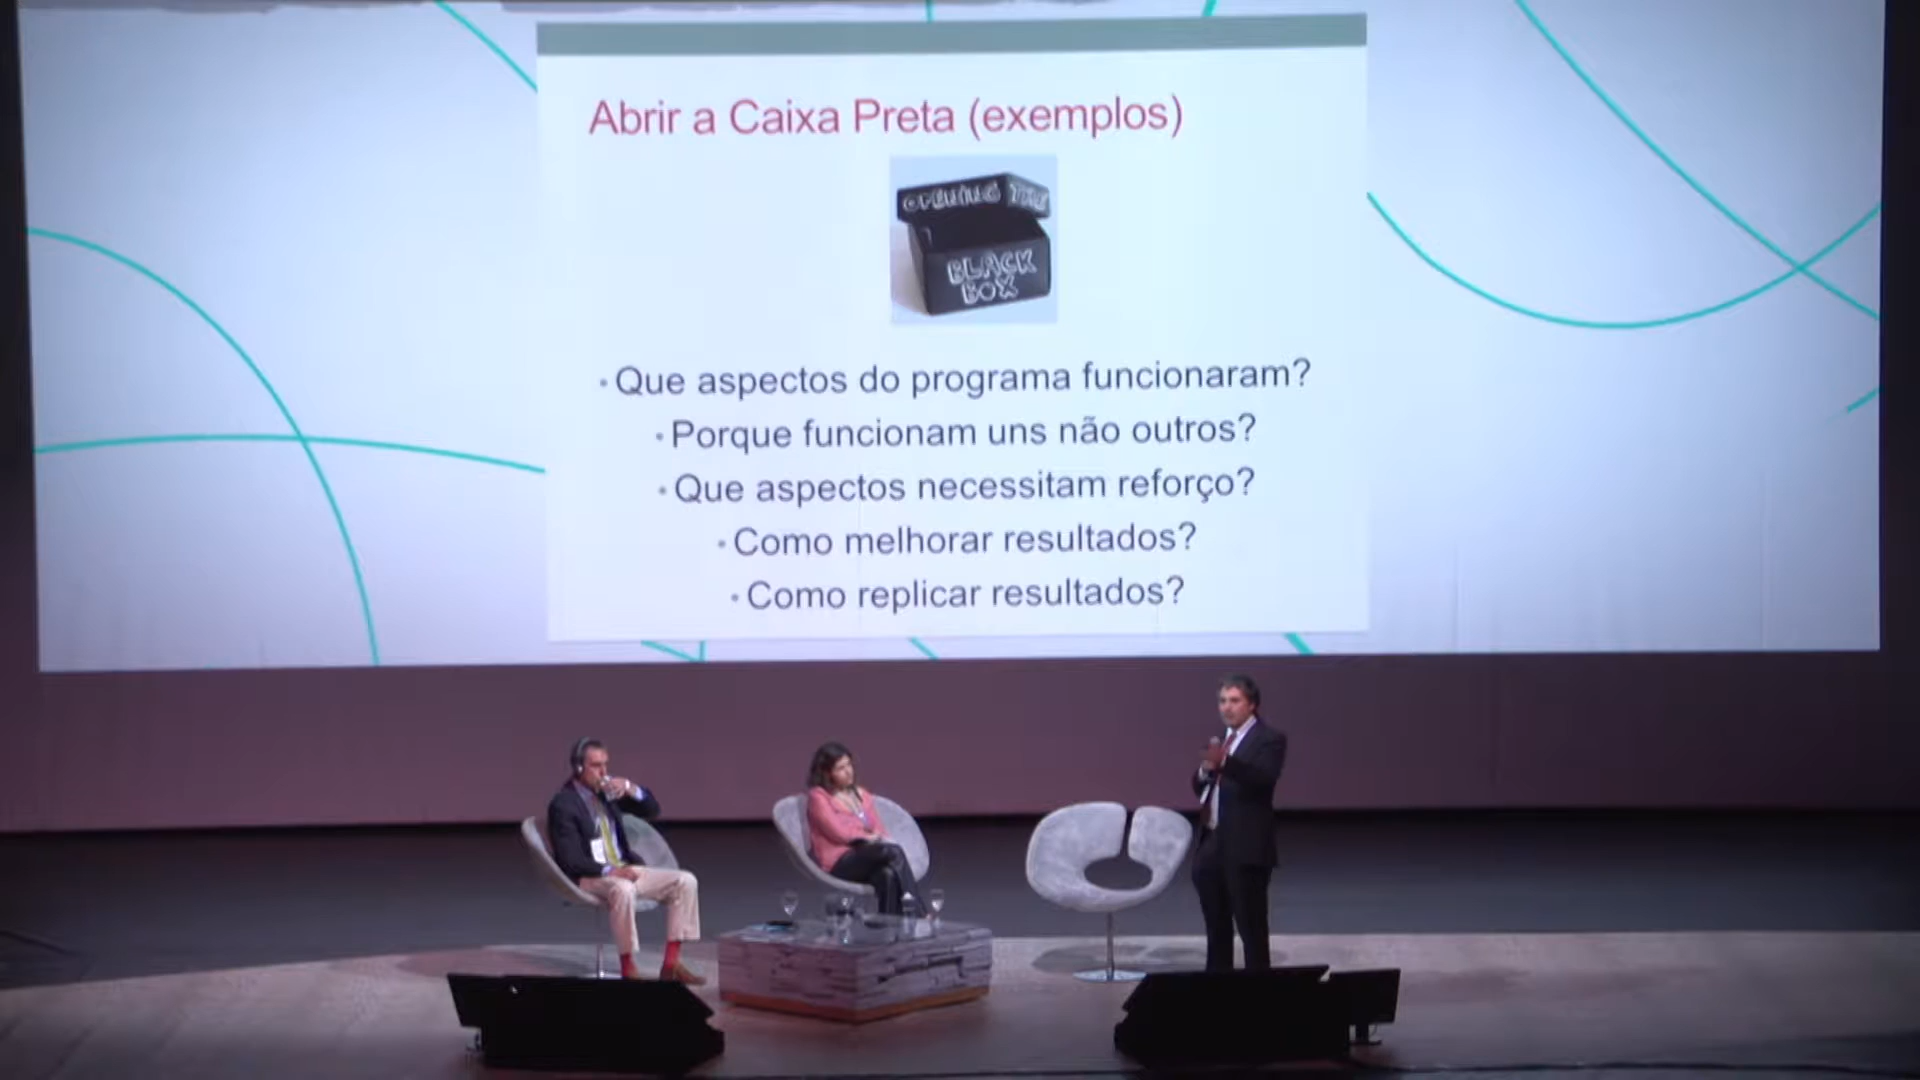 Abrir a Caixa Preta (exemplos)
OPENING THE
BLACK
BOX
• Que aspectos do programa funcionaram?
• Porque funcionam uns não outros?
• Que aspectos necessitam reforço?
• Como melhorar resultados?
• Como replicar resultados?